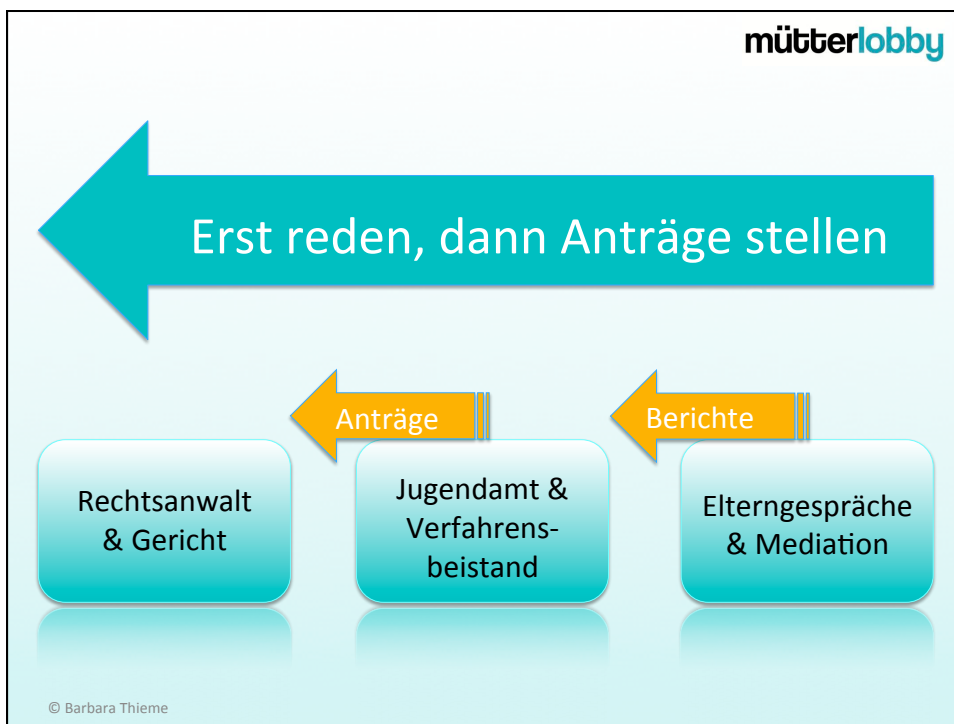 mütterlobby
Erst reden, dann Anträge stellen
Anträge
Berichte
Rechtsanwalt
& Gericht
Jugendamt &
Verfahrens-
beistand
Elterngespräche
& Mediation
© Barbara Thieme